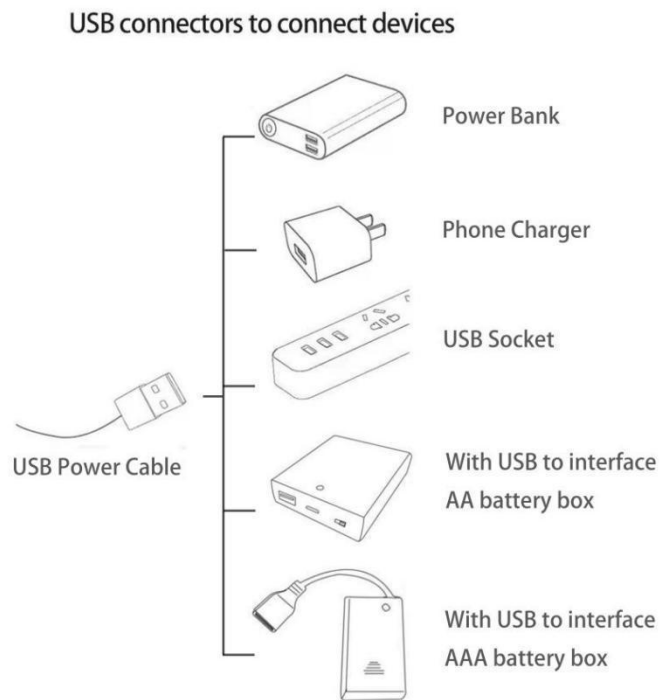 USB connectors to connect devices
Power Bank
Phone Charger
USB Socket
USB Power Cable
With USB to interface
AA battery box
With USB to interface
AAA battery box